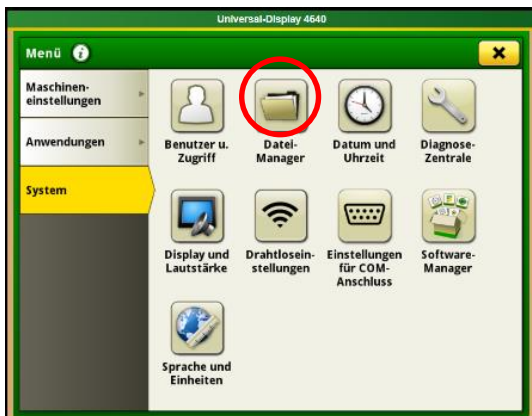 Universal-Display 4640
Menü
Maschinen-
einstellungen
Anwendungen
System
Benutzer u.
Zugriff
Datei-
Manager
Datum und
Uhrzeit
Diagnose-
Zentrale
Display und
Lautstärke
Drahtlosein-
stellungen
Einstellungen
für COM-
Anschluss
Software-
Manager
Sprache und
Einheiten